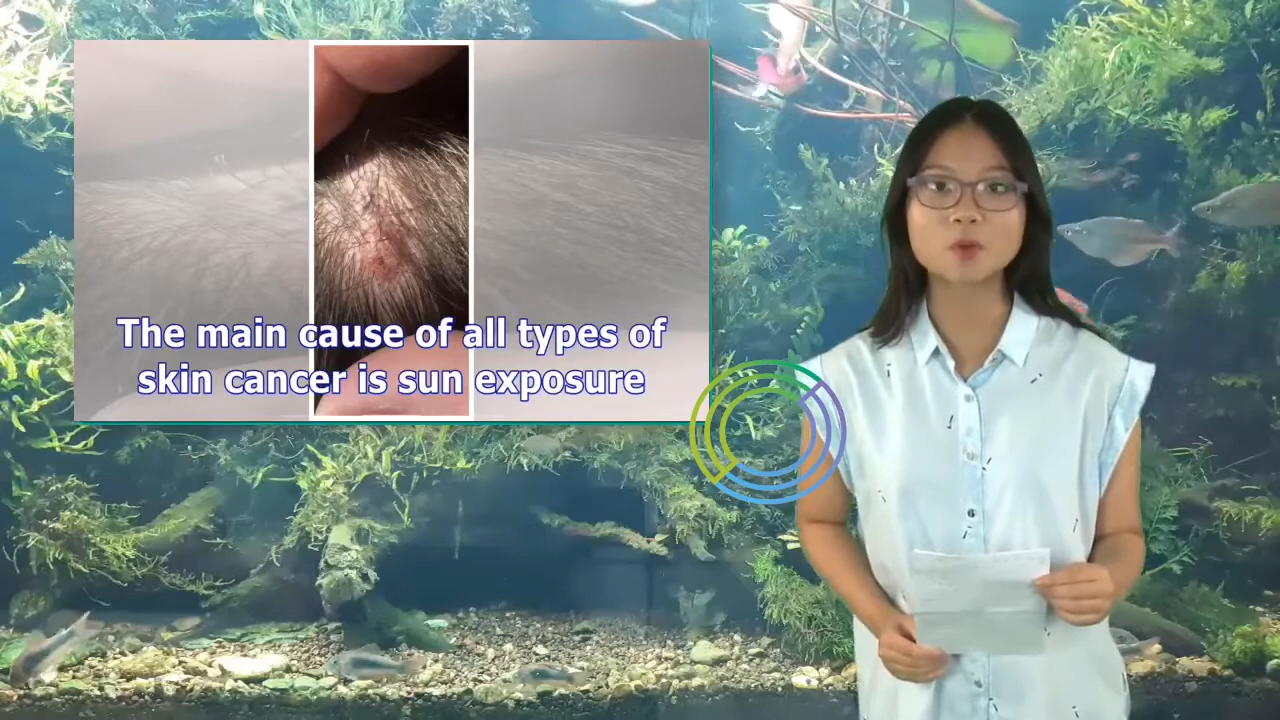 The main cause of all types of
skin cancer is sun exposure